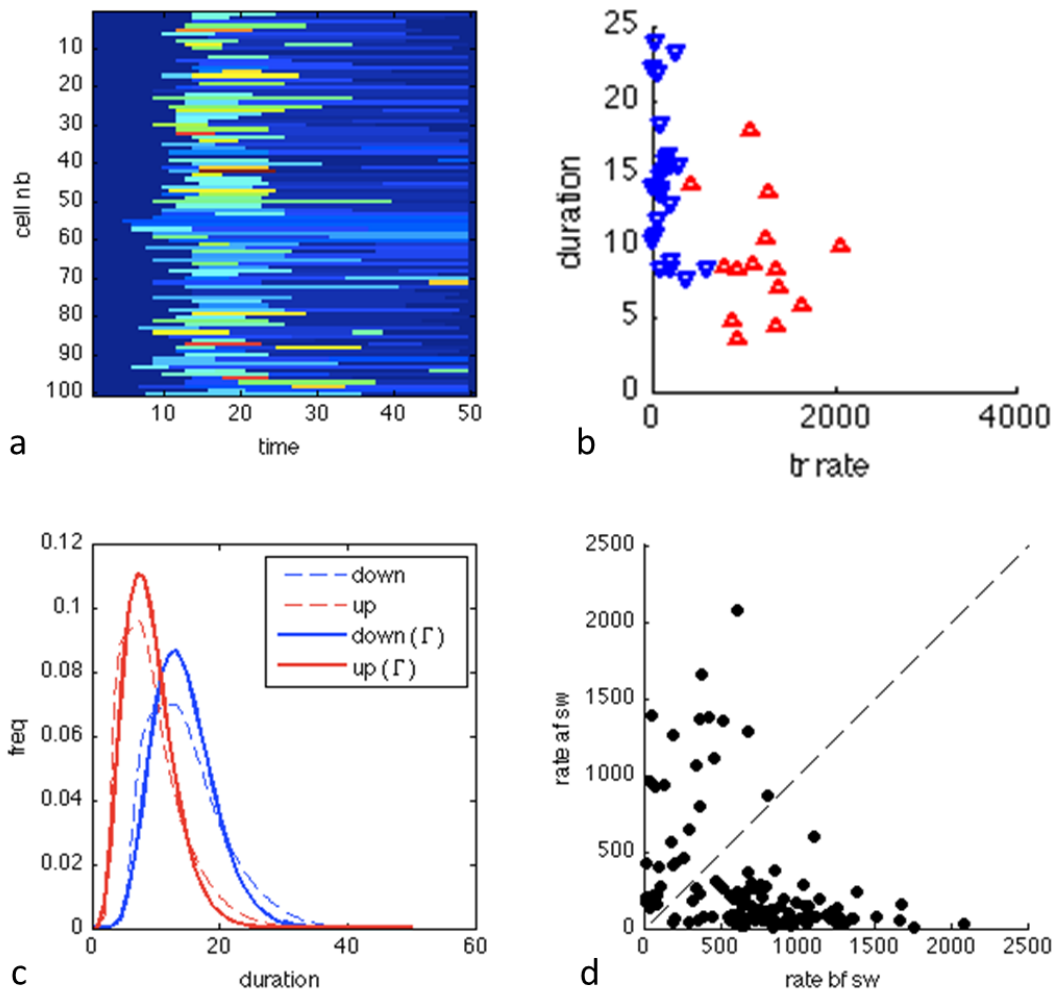 10
20
30
40
50
60
70
80
90
100
cell nb
10 20 30 40 50
time
a
25
20
15
10
5
0
duration
0 2000 4000
tr rate
b
0.12
0.1
0.08
0.06
0.04
0.02
0
freq
down
up
down (Γ)
up (Γ)
0 20 40 60
duration
c
2500
2000
1500
1000
500
0
rate af sw
0 500 1000 1500 2000 2500
rate bf sw
d